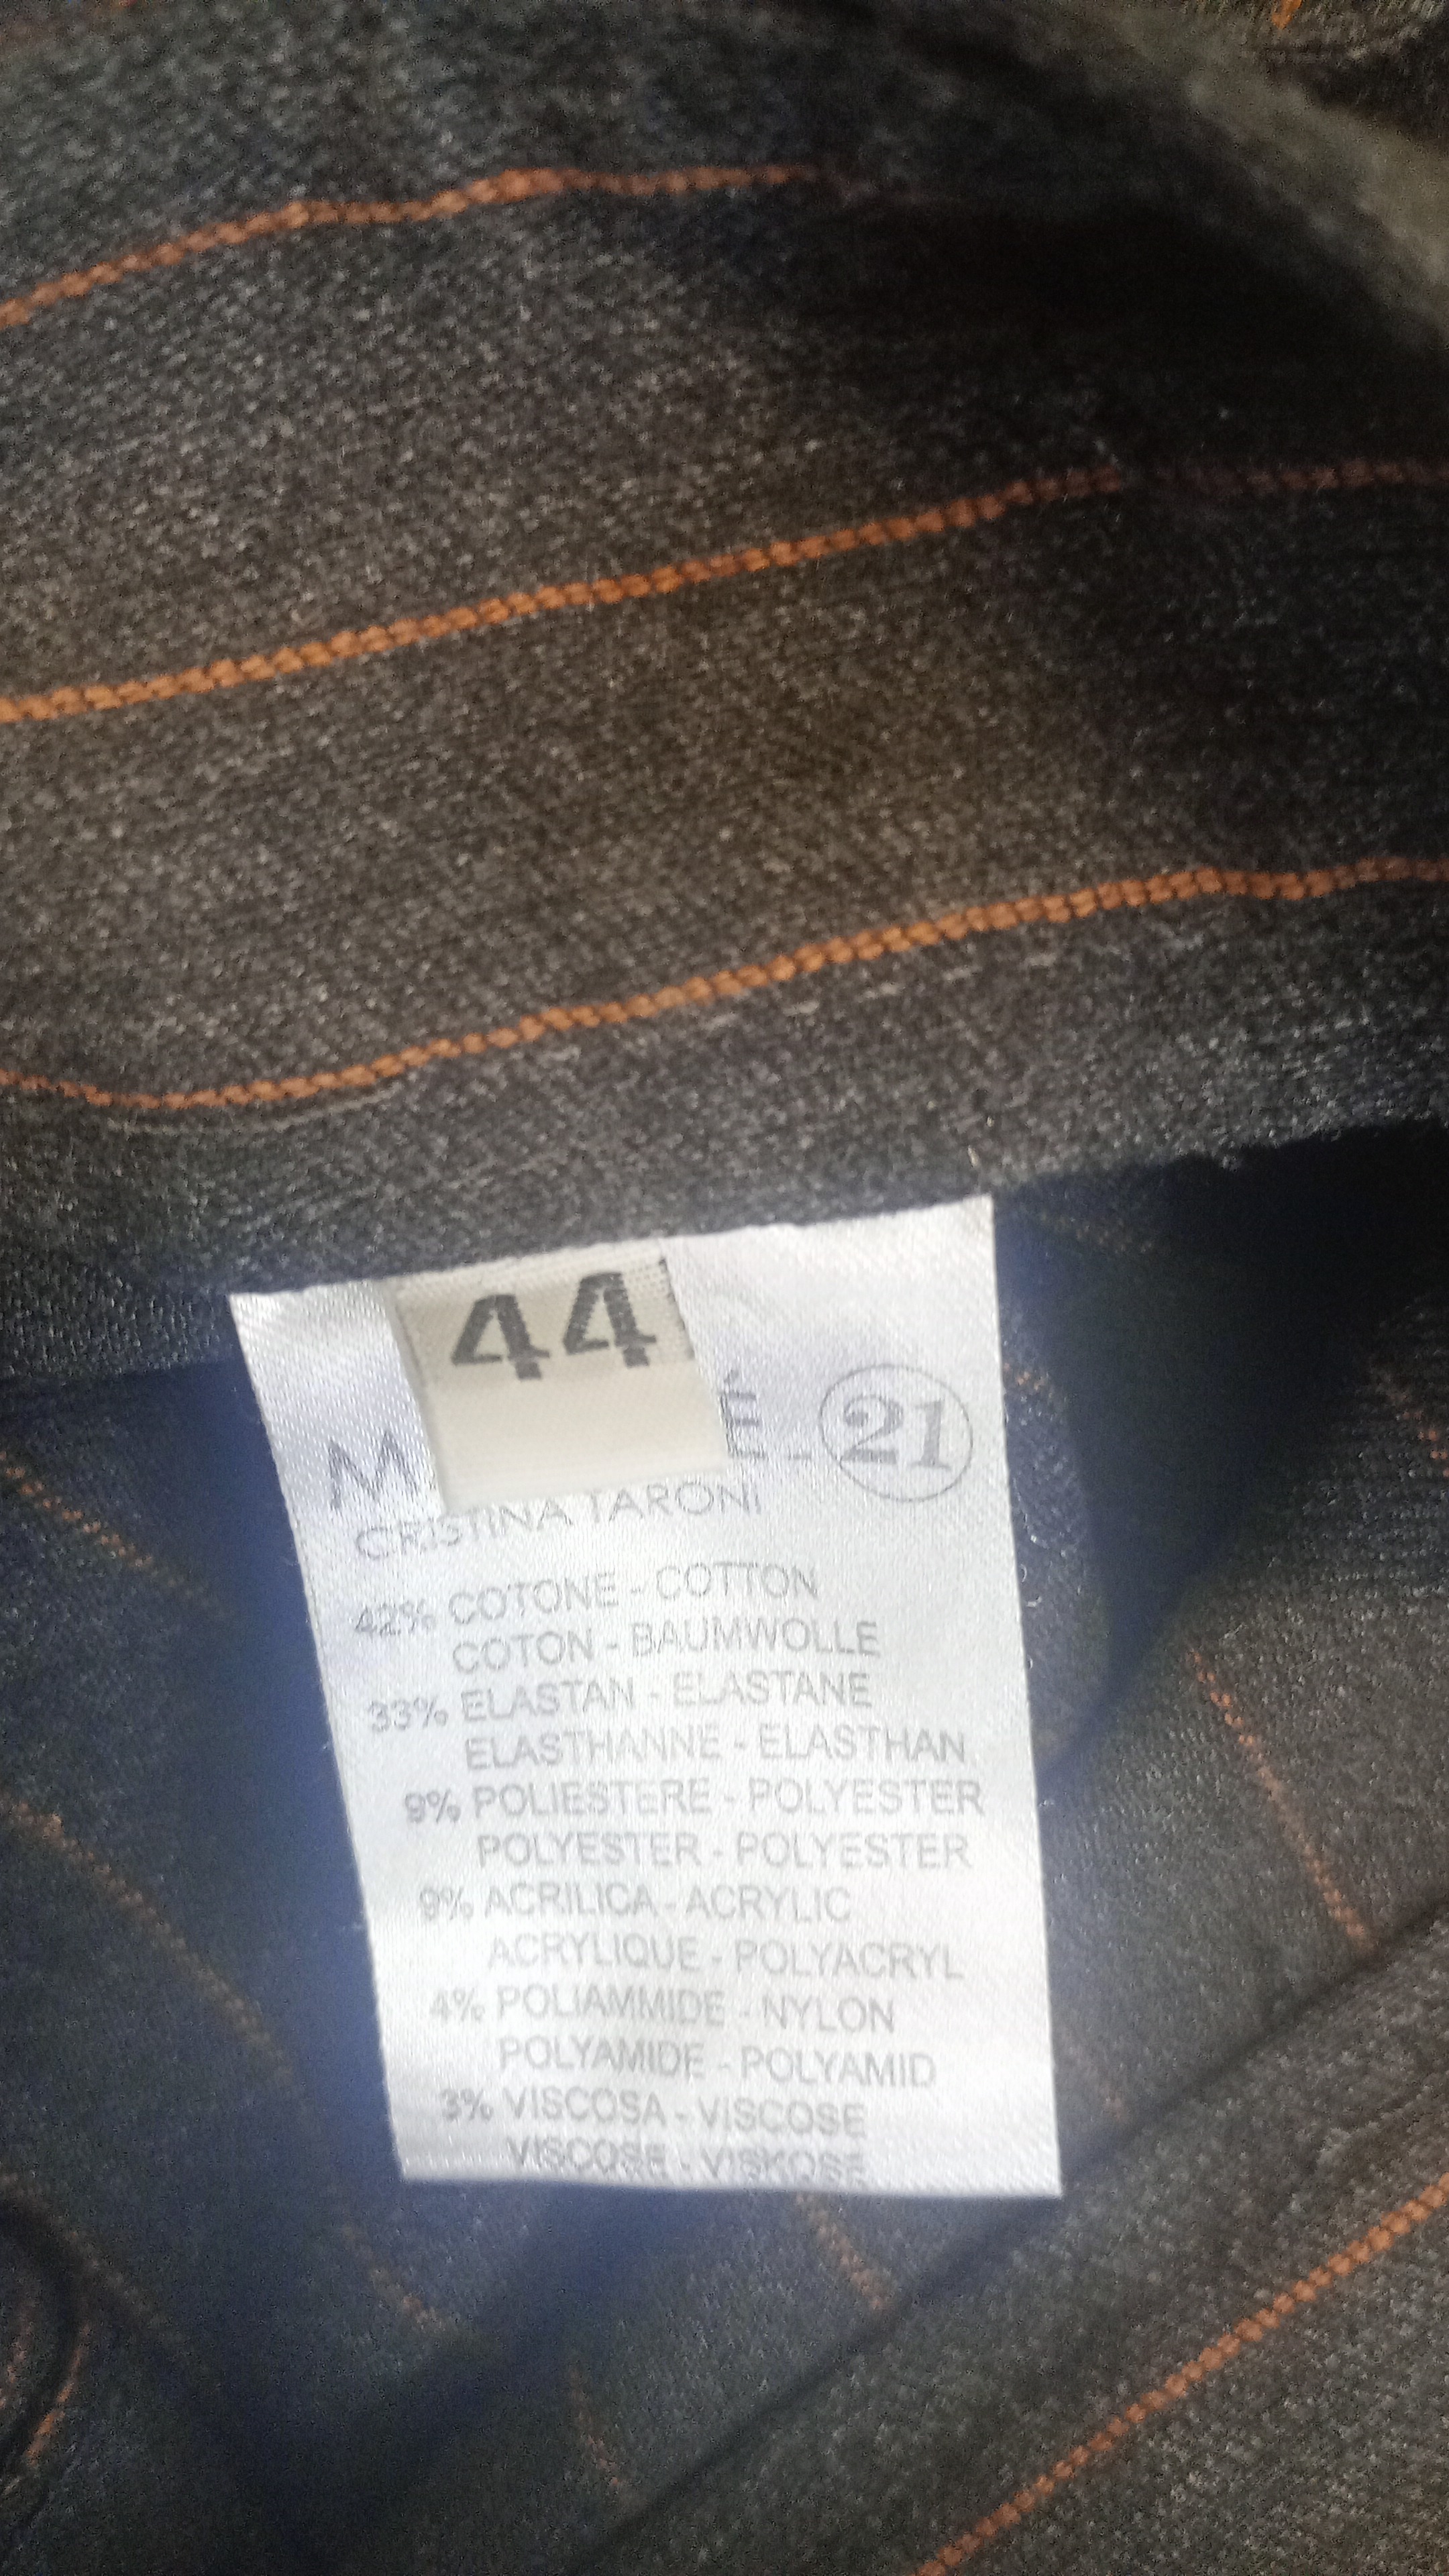 44
M É 21
CRISTINA TARONI
42% COTONE - COTTON
COTON - BAUMWOLLE
33% ELASTAN - ELASTANE
ELASTHANNE - ELASTHAN
9% POLIESTERE - POLYESTER
POLYESTER - POLYESTER
9% ACRILICA - ACRYLIC
ACRYLIQUE - POLYACRYL
4% POLIAMMIDE - NYLON
POLYAMIDE - POLYAMID
3% VISCOSA - VISCOSE
VISCOSE - VISKOSE